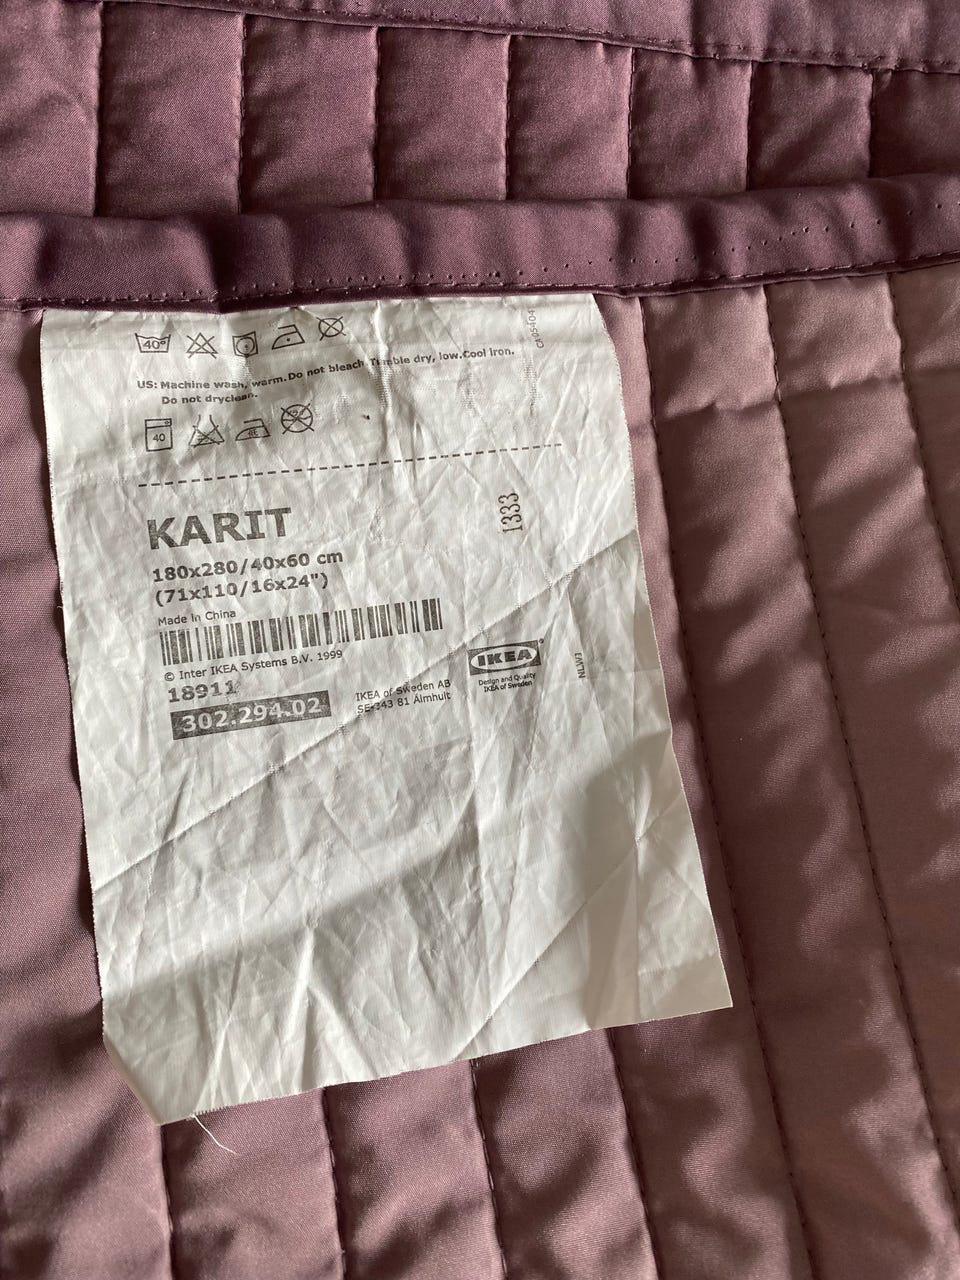 40°
CA05404
US: Machine wash, warm. Do not bleach. Tumble dry, low. Cool iron.
Do not dryclean.
40
KARIT
1333
180x280/40x60 cm
(71x110/16x24")
Made in China
© Inter IKEA Systems B.V. 1999
18911
302.294.02
IKEA of Sweden AB
SE-343 81 Älmhult
IKEA®
Design and Quality
IKEA of Sweden